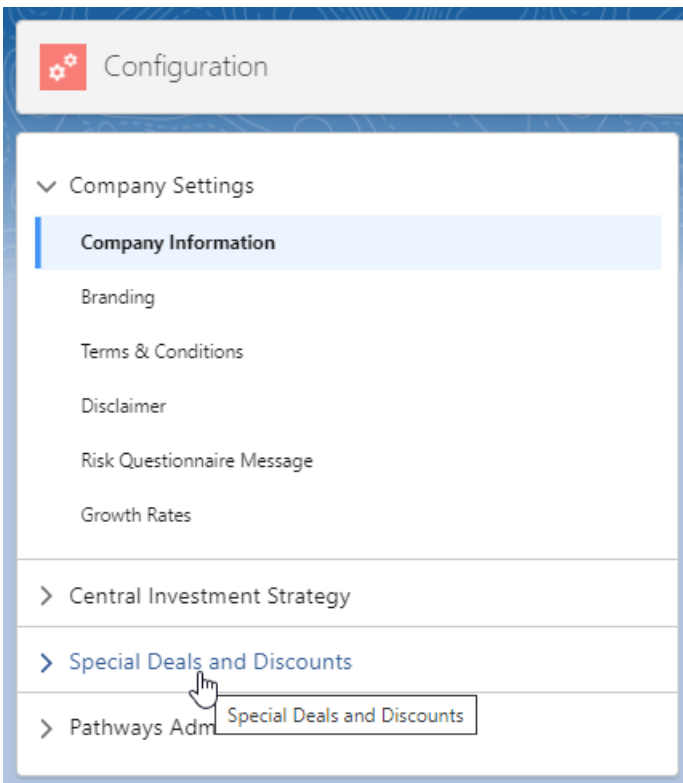 Configuration
Company Settings
Company Information
Branding
Terms & Conditions
Disclaimer
Risk Questionnaire Message
Growth Rates
Central Investment Strategy
Special Deals and Discounts
Special Deals and Discounts
Pathways Adm